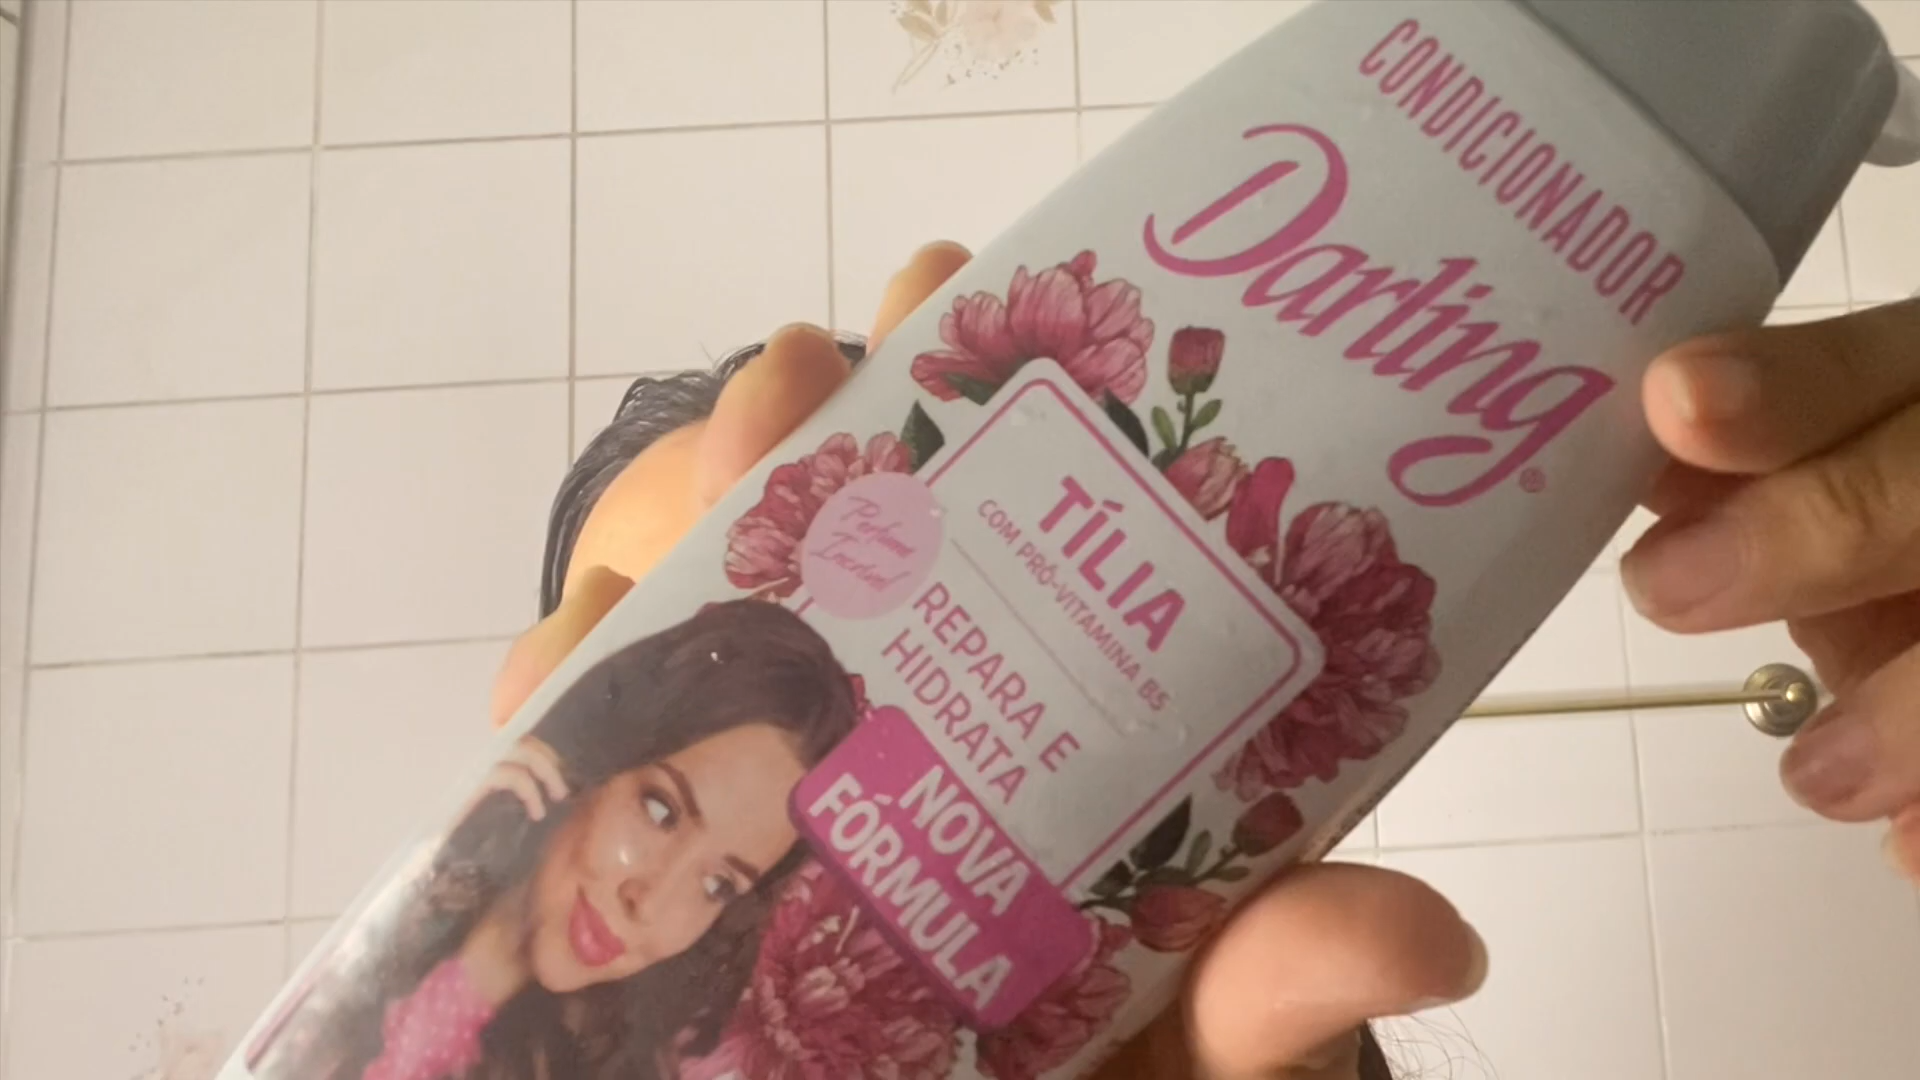 CONDICIONADOR
Darling®
TÍLIA
COM PRÓ-VITAMINA B5
Perfume
Incrível
REPARA E
HIDRATA
NOVA
FÓRMULA